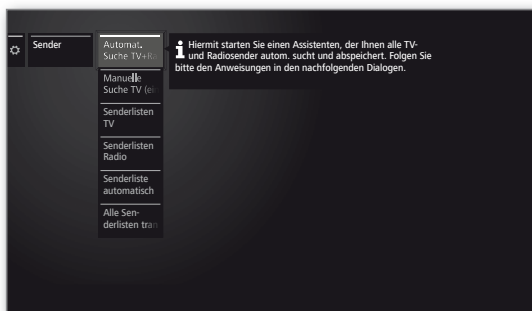 Sender
Automat.
Suche TV+Ra
Manuelle
Suche TV (ei
Senderlisten
TV
Senderlisten
Radio
Senderliste
automatisch
Alle Sen-
derlisten tran
Hiermit starten Sie einen Assistenten, der Ihnen alle TV-
und Radiosender autom. sucht und abspeichert. Folgen Sie
bitte den Anweisungen in den nachfolgenden Dialogen.